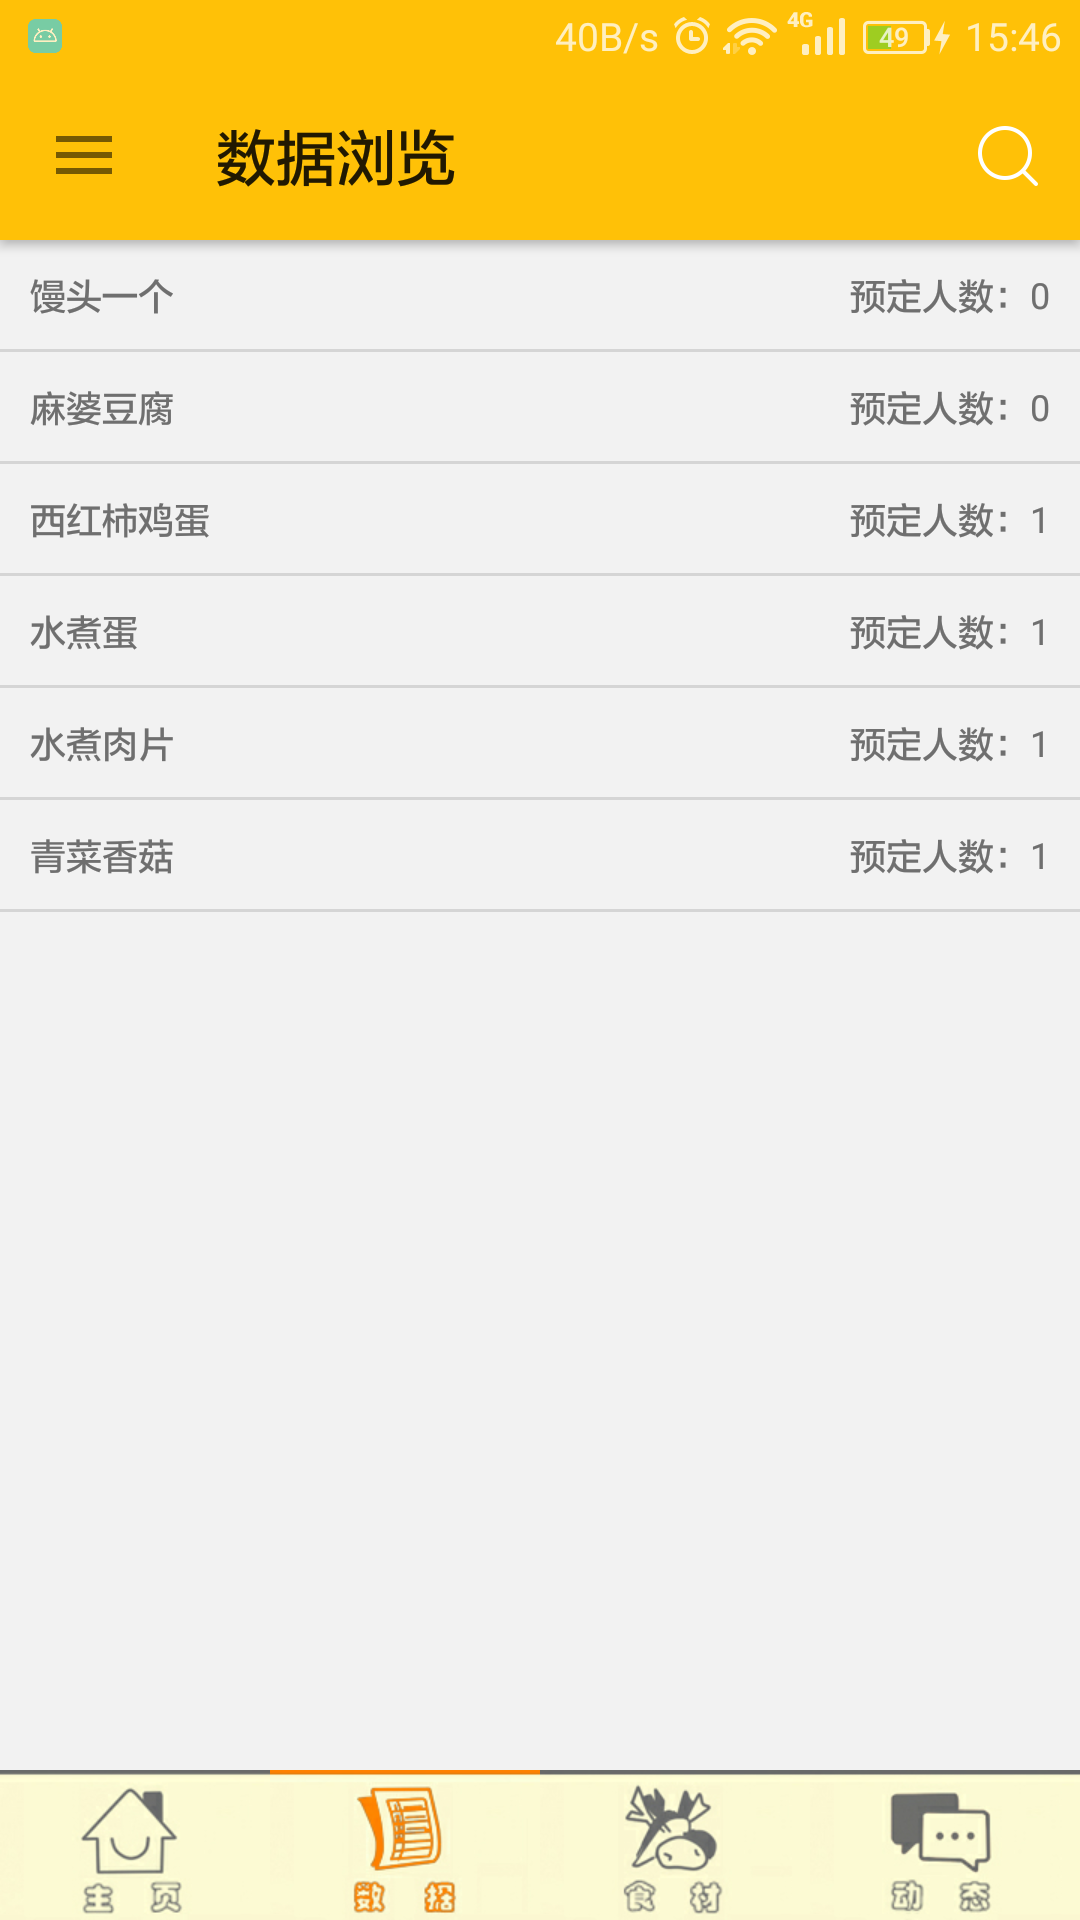 40B/s 4G 49 15:46
数据浏览
馒头一个 预定人数：0
麻婆豆腐 预定人数：0
西红柿鸡蛋 预定人数：1
水煮蛋 预定人数：1
水煮肉片 预定人数：1
青菜香菇 预定人数：1
主页 数据 食材 动态